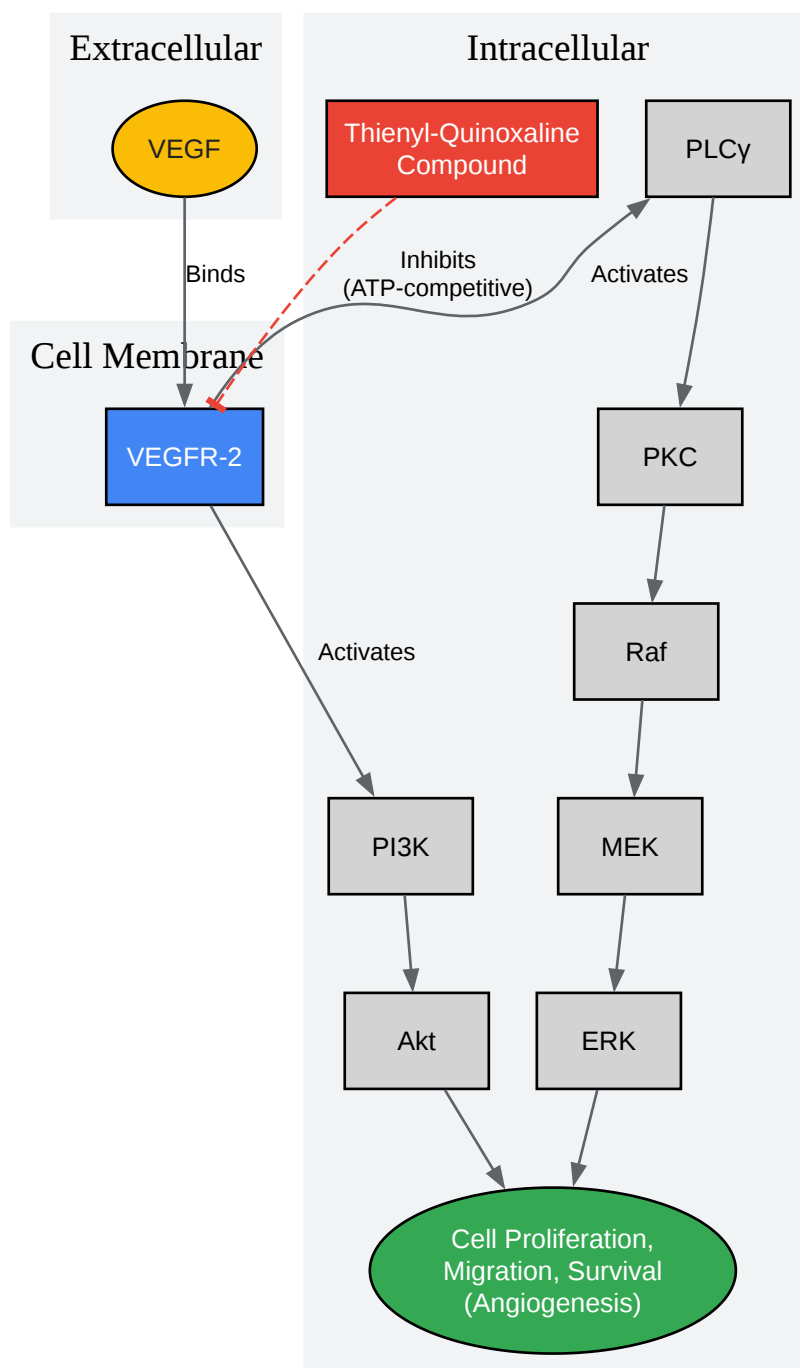 Extracellular
Intracellular
VEGF
Thienyl-Quinoxaline
Compound
PLCγ
Binds
Inhibits
(ATP-competitive)
Activates
Cell Membrane
VEGFR-2
PKC
Activates
Raf
PI3K
MEK
Akt
ERK
Cell Proliferation,
Migration, Survival
(Angiogenesis)